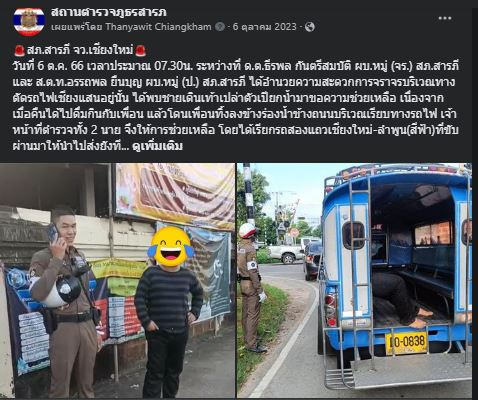 สถานีตำรวจภูธรสารภี
เผยแพร่โดย Thanyawit Chiangkham · 6 ตุลาคม 2023 ·
🚨สภ.สารภี จว.เชียงใหม่🚨
วันที่ 6 ต.ค. 66 เวลาประมาณ 07.30น. ระหว่างที่ ด.ต.ธีรพล กันตรีสมบัติ ผบ.หมู่ (จร.) สภ.สารภี
และ ส.ต.ท.อรรถพล ยืนบุญ ผบ.หมู่ (ป.) สภ.สารภี ได้อำนวยความสะดวกการจราจรบริเวณทาง
ตัดรถไฟเชียงแสนอยู่นั้น ได้พบชายเดินเท้าเปล่าตัวเปียกน้ำมาขอความช่วยเหลือ เนื่องจาก
เมื่อคืนได้ไปดื่มกินกับเพื่อน แล้วโดนเพื่อนทิ้งลงข้างร่องน้ำข้างถนนบริเวณเรียบทางรถไฟ เจ้า
หน้าที่ตำรวจทั้ง 2 นาย จึงให้การช่วยเหลือ โดยได้เรียกรถสองแถวเชียงใหม่-ลำพูน(สีฟ้า)ที่ขับ
ผ่านมาให้นำไปส่งยังที่... ดูเพิ่มเติม
10-0838